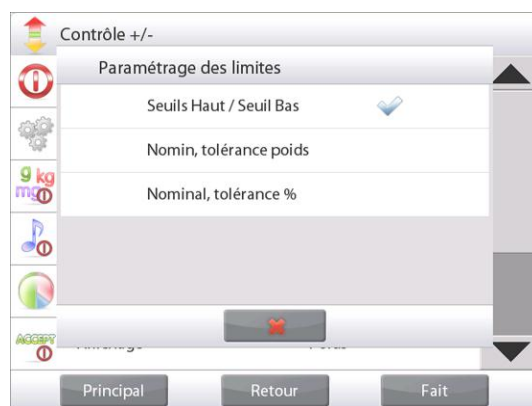 Contrôle +/-
Paramétrage des limites
Seuils Haut / Seuil Bas
Nomin, tolérance poids
Nominal, tolérance %
g kg
mg
ACCEPT
Principal Retour Fait